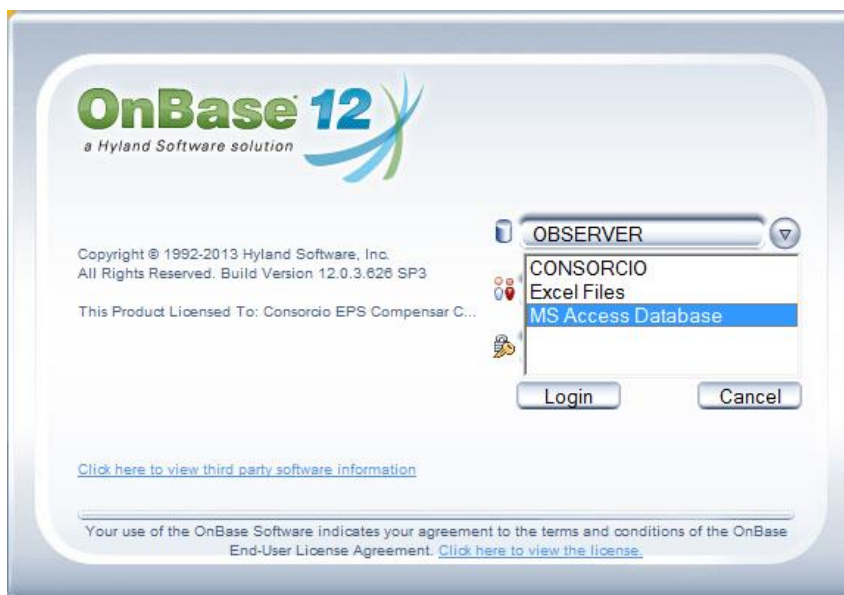 OnBase 12
a Hyland Software solution
OBSERVER
CONSORCIO
Excel Files
MS Access Database
Copyright © 1992-2013 Hyland Software, Inc.
All Rights Reserved. Build Version 12.0.3.626 SP3
This Product Licensed To: Consorcio EPS Compensar C...
Login
Cancel
Click here to view third party software information
Your use of the OnBase Software indicates your agreement to the terms and conditions of the OnBase
End-User License Agreement. Click here to view the license.